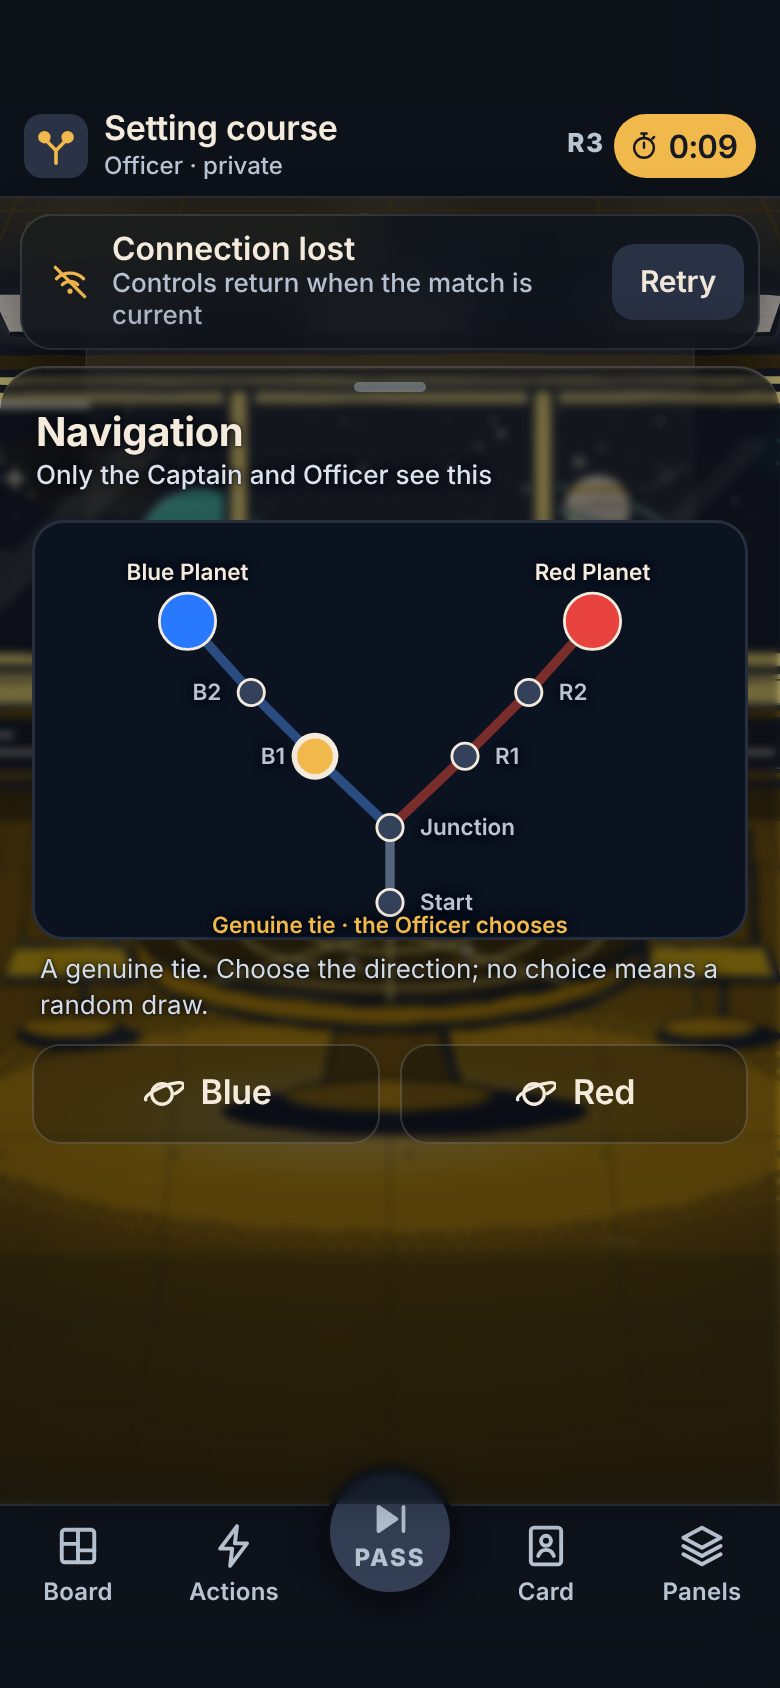 Setting course
Officer · private
R3
0:09
Connection lost
Controls return when the match is
current
Retry
Navigation
Only the Captain and Officer see this
Blue Planet
Red Planet
B2
R2
B1
R1
Junction
Start
Genuine tie · the Officer chooses
A genuine tie. Choose the direction; no choice means a
random draw.
Blue
Red
PASS
Board
Actions
Card
Panels